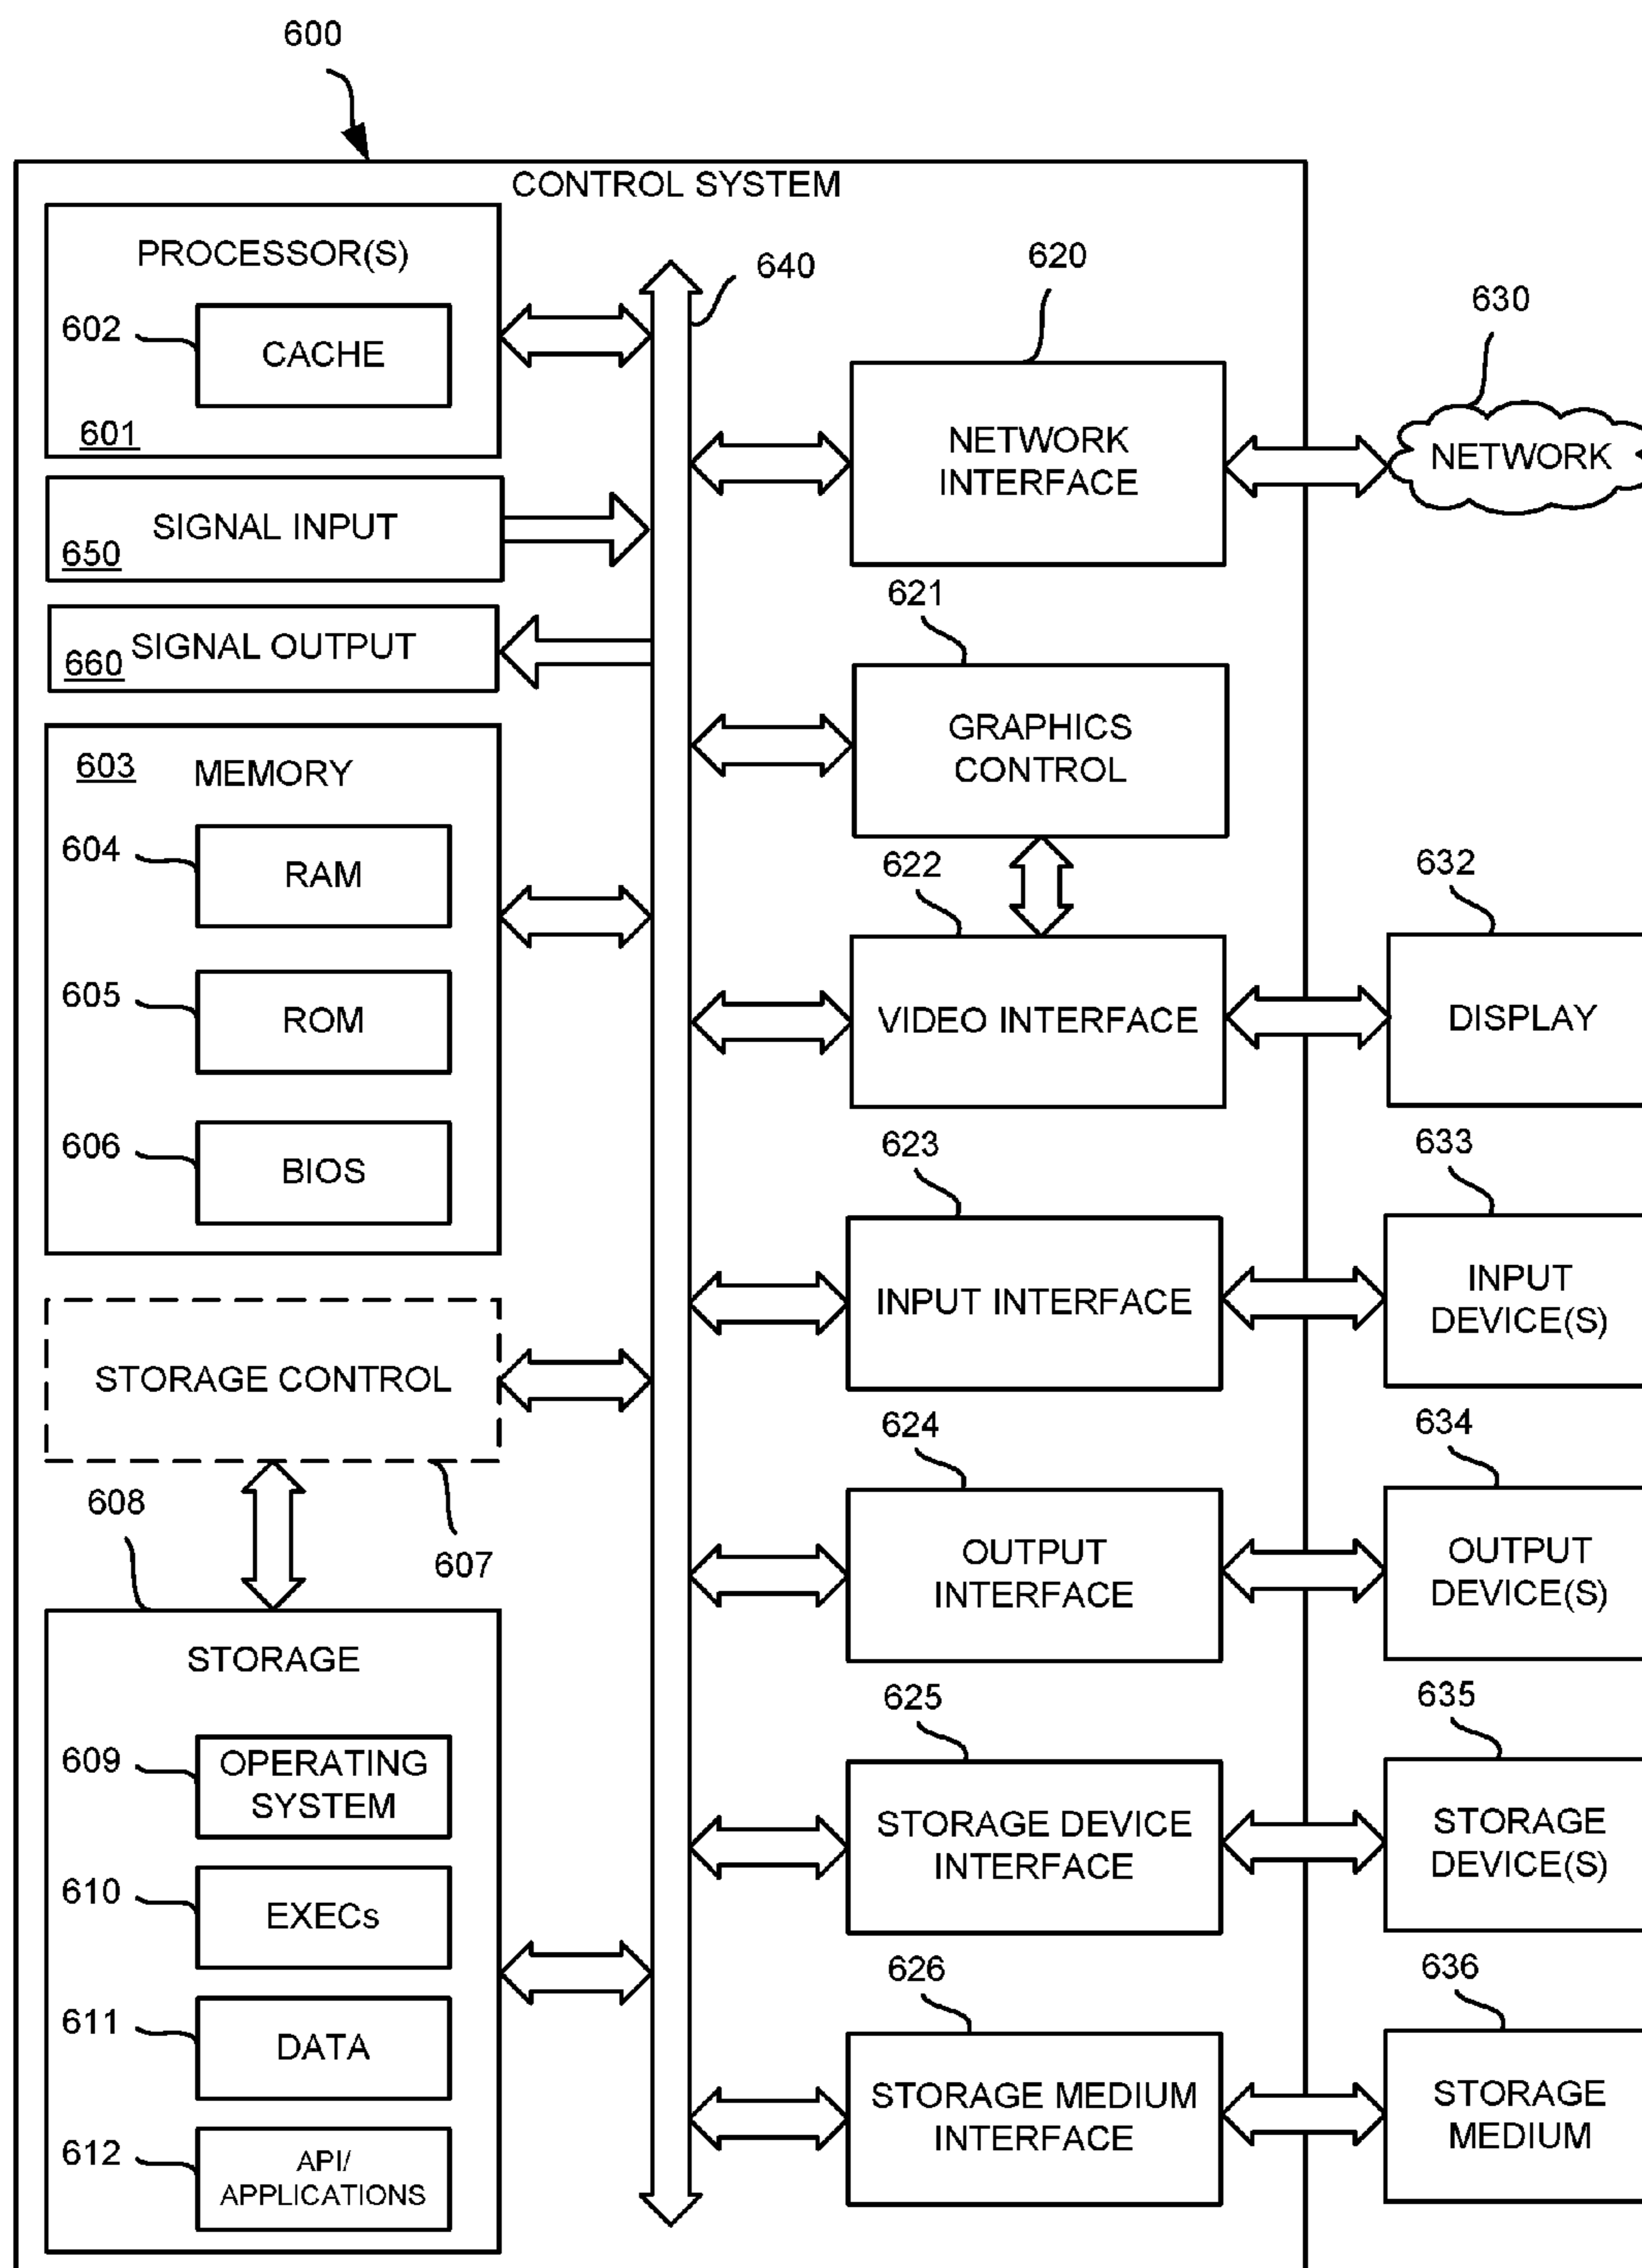 600
CONTROL SYSTEM
PROCESSOR(S)
602
CACHE
601
SIGNAL INPUT
650
SIGNAL OUTPUT
660
603
MEMORY
604
RAM
605
ROM
606
BIOS
STORAGE CONTROL
607
608
STORAGE
609
OPERATING
SYSTEM
610
EXECs
611
DATA
612
API/
APPLICATIONS
640
620
NETWORK
INTERFACE
630
NETWORK
621
GRAPHICS
CONTROL
622
VIDEO INTERFACE
632
DISPLAY
623
INPUT INTERFACE
633
INPUT
DEVICE(S)
624
OUTPUT
INTERFACE
634
OUTPUT
DEVICE(S)
625
STORAGE DEVICE
INTERFACE
635
STORAGE
DEVICE(S)
626
STORAGE MEDIUM
INTERFACE
636
STORAGE
MEDIUM